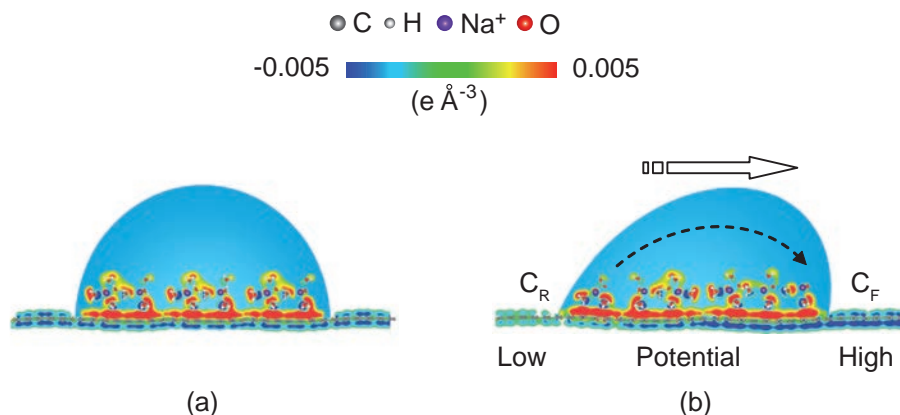 C H Na⁺ O
-0.005 0.005
(e Å⁻³)
C_R C_F
Low Potential High
(a) (b)